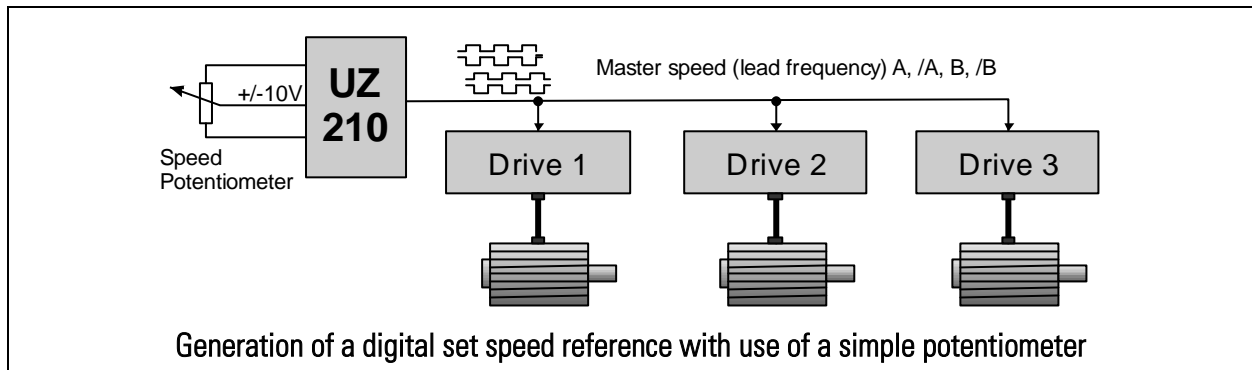 UZ
210
+/-10V
Speed
Potentiometer
Master speed (lead frequency) A, /A, B, /B
Drive 1
Drive 2
Drive 3
Generation of a digital set speed reference with use of a simple potentiometer